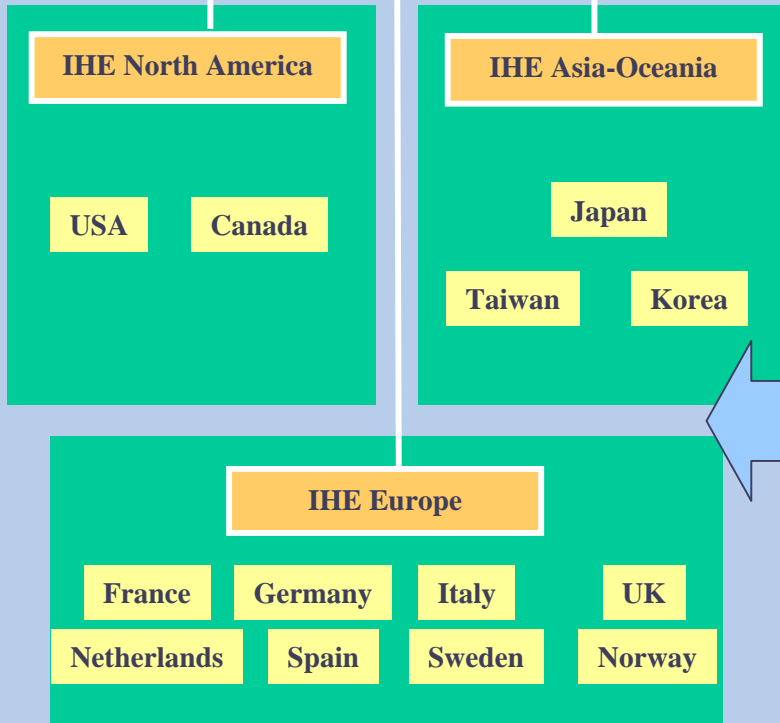 IHE North America
IHE Asia-Oceania
USA
Canada
Japan
Taiwan
Korea
IHE Europe
France
Germany
Italy
UK
Netherlands
Spain
Sweden
Norway